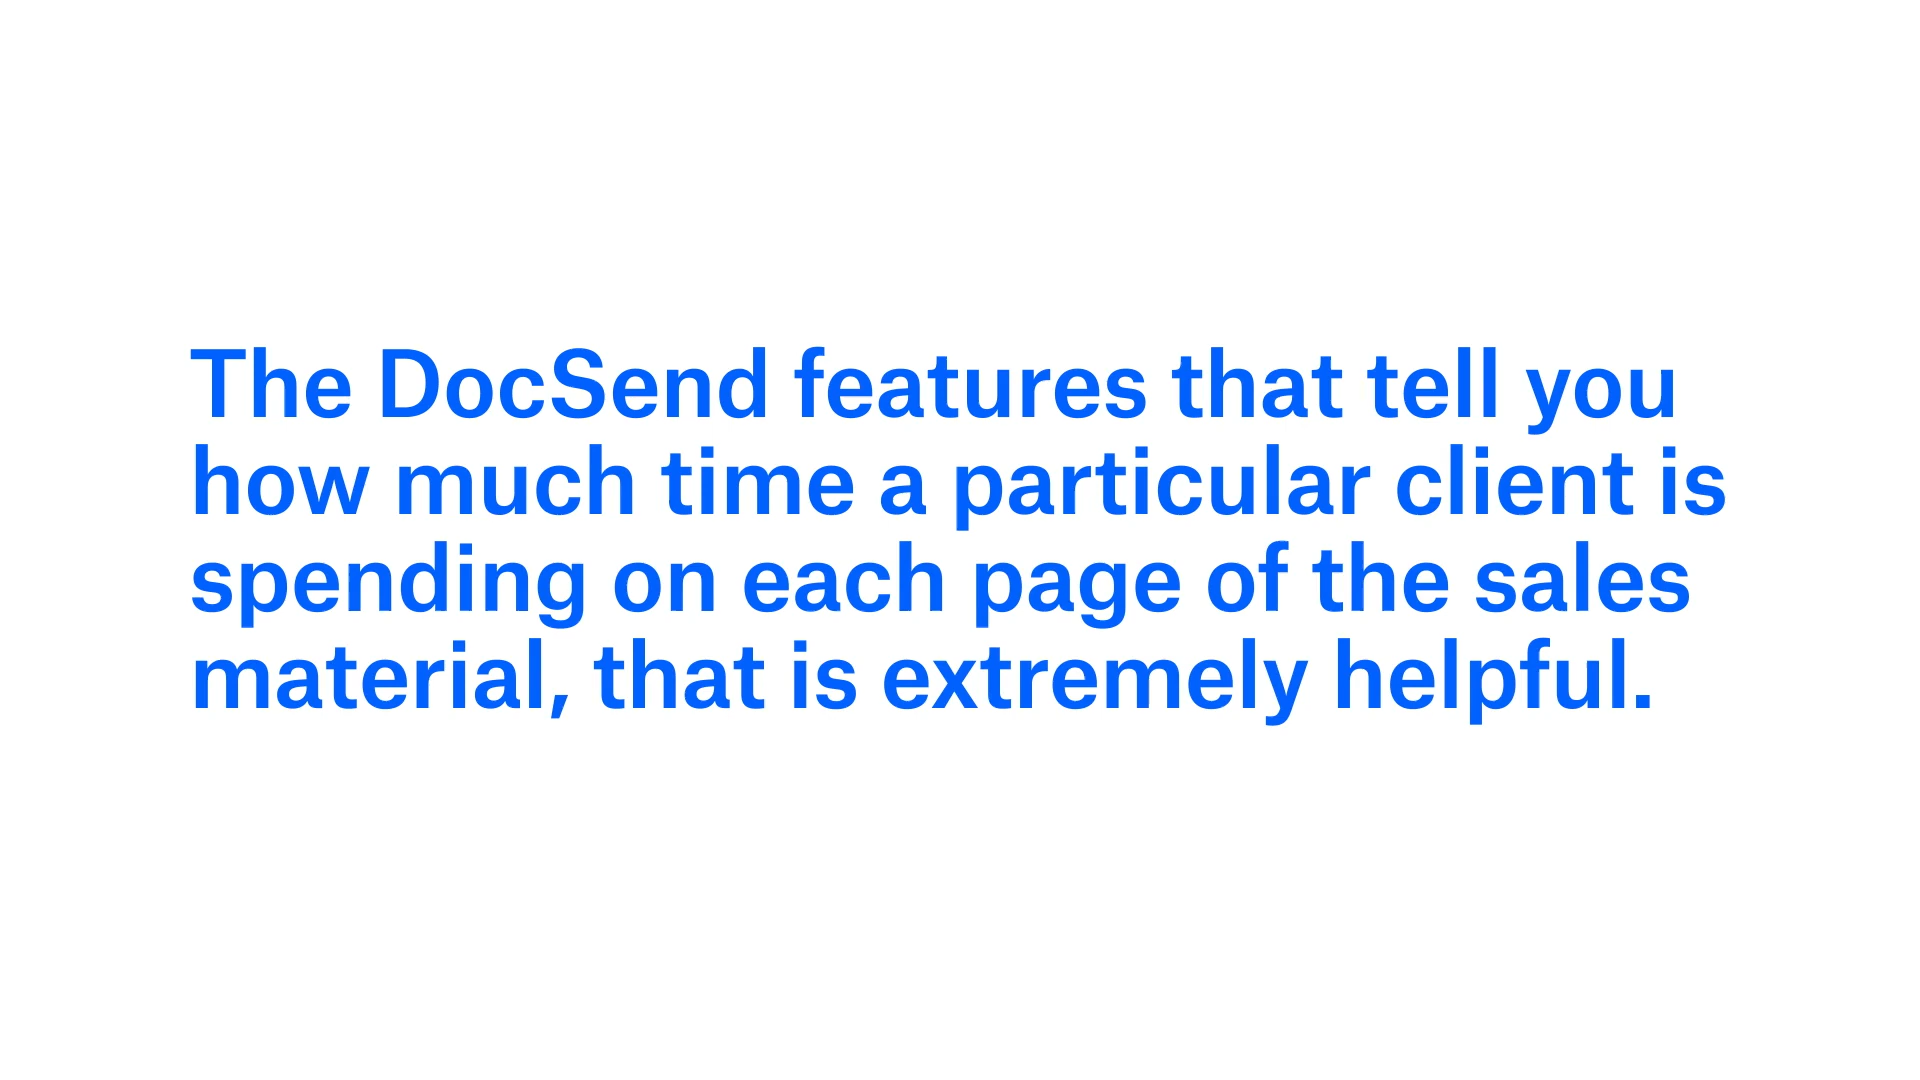 The DocSend features that tell you
how much time a particular client is
spending on each page of the sales
material, that is extremely helpful.